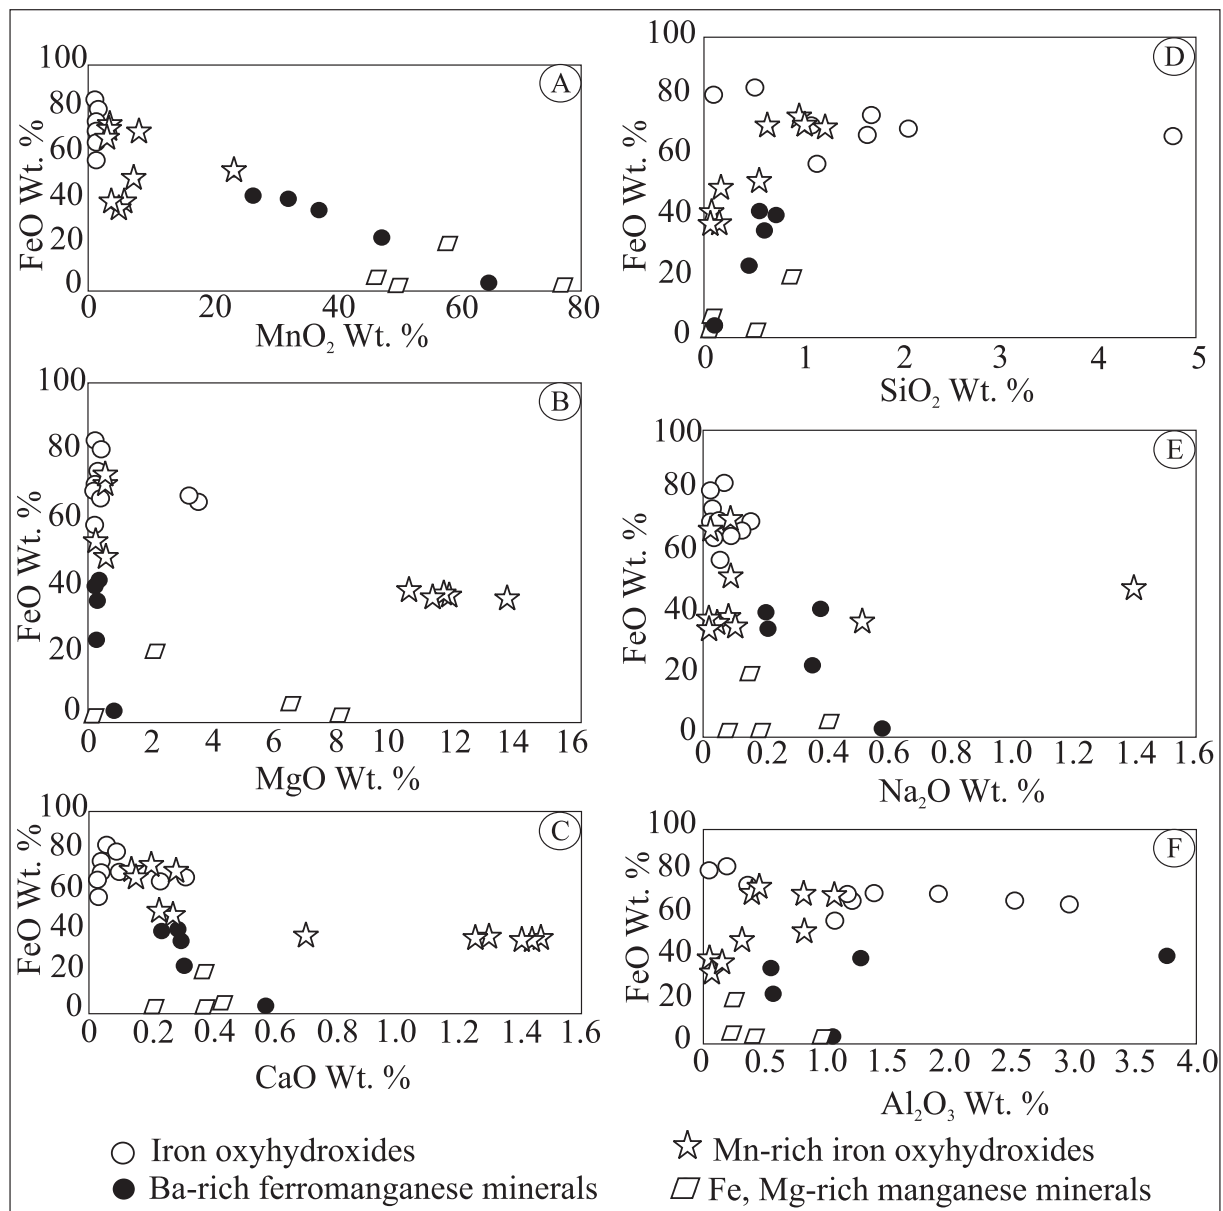 A
100
80
60
40
20
0
FeO Wt. %
0 20 40 60 80
MnO₂ Wt. %
B
100
80
60
40
20
0
FeO Wt. %
0 2 4 6 8 10 12 14 16
MgO Wt. %
C
100
80
60
40
20
0
FeO Wt. %
0 0.2 0.4 0.6 0.8 1.0 1.2 1.4 1.6
CaO Wt. %
D
100
80
60
40
20
0
FeO Wt. %
0 1 2 3 4 5
SiO₂ Wt. %
E
100
80
60
40
20
0
FeO Wt. %
0 0.2 0.4 0.6 0.8 1.0 1.2 1.4 1.6
Na₂O Wt. %
F
100
80
60
40
20
0
FeO Wt. %
0 0.5 1.0 1.5 2.0 2.5 3.0 3.5 4.0
Al₂O₃ Wt. %
Iron oxyhydroxides
Ba-rich ferromanganese minerals
Mn-rich iron oxyhydroxides
Fe, Mg-rich manganese minerals